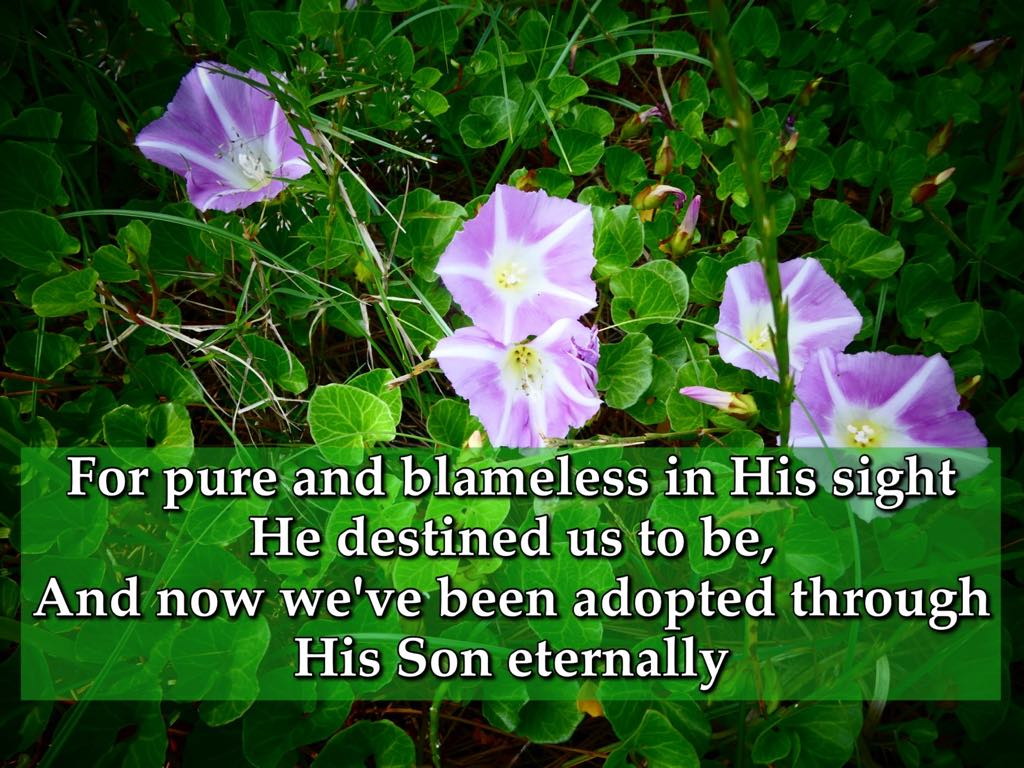 For pure and blameless in His sight
He destined us to be,
And now we've been adopted through
His Son eternally